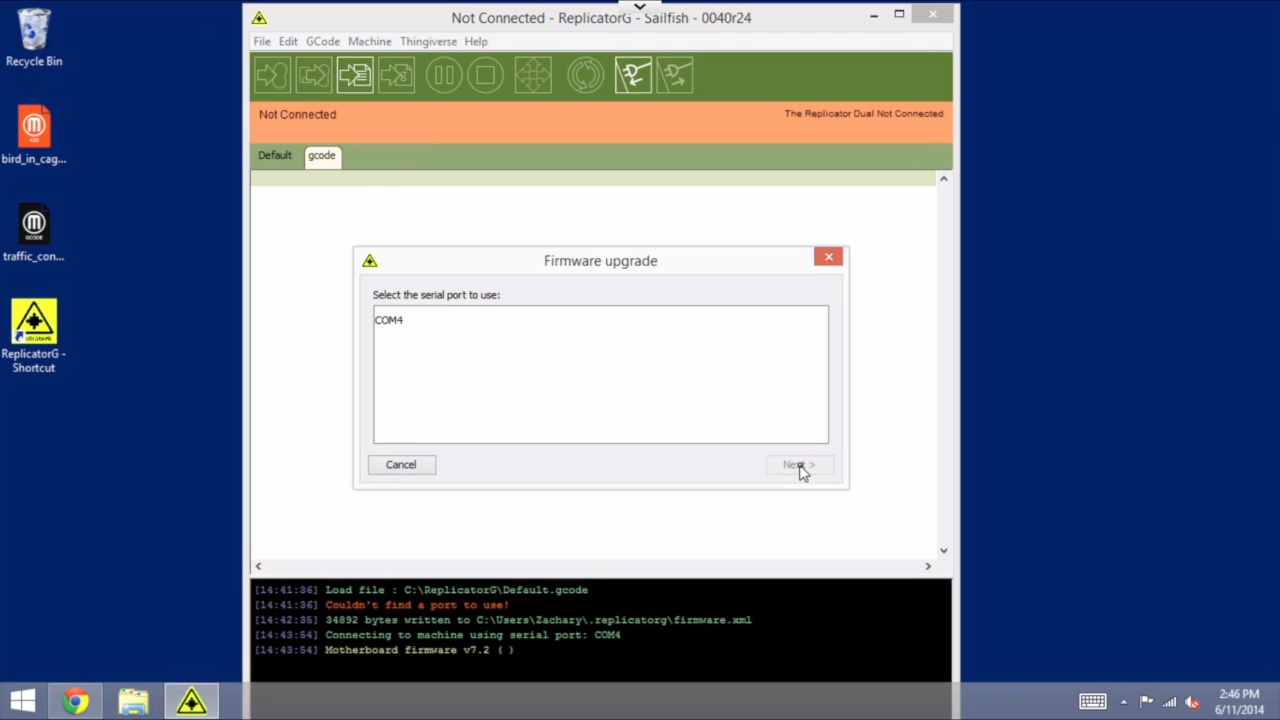 Recycle Bin
bird_in_cag...
GCODE
traffic_con...
ReplicatorG -
Shortcut
Not Connected - ReplicatorG - Sailfish - 0040r24
File Edit GCode Machine Thingiverse Help
Not Connected
The Replicator Dual Not Connected
Default gcode
Firmware upgrade
Select the serial port to use:
COM4
Cancel
Next >
[14:41:36] Load file : C:\ReplicatorG\Default.gcode
[14:41:36] Couldn't find a port to use!
[14:42:35] 34892 bytes written to C:\Users\Zachary\.replicatorg\firmware.xml
[14:43:54] Connecting to machine using serial port: COM4
[14:43:54] Motherboard firmware v7.2 ( )
2:46 PM
6/11/2014